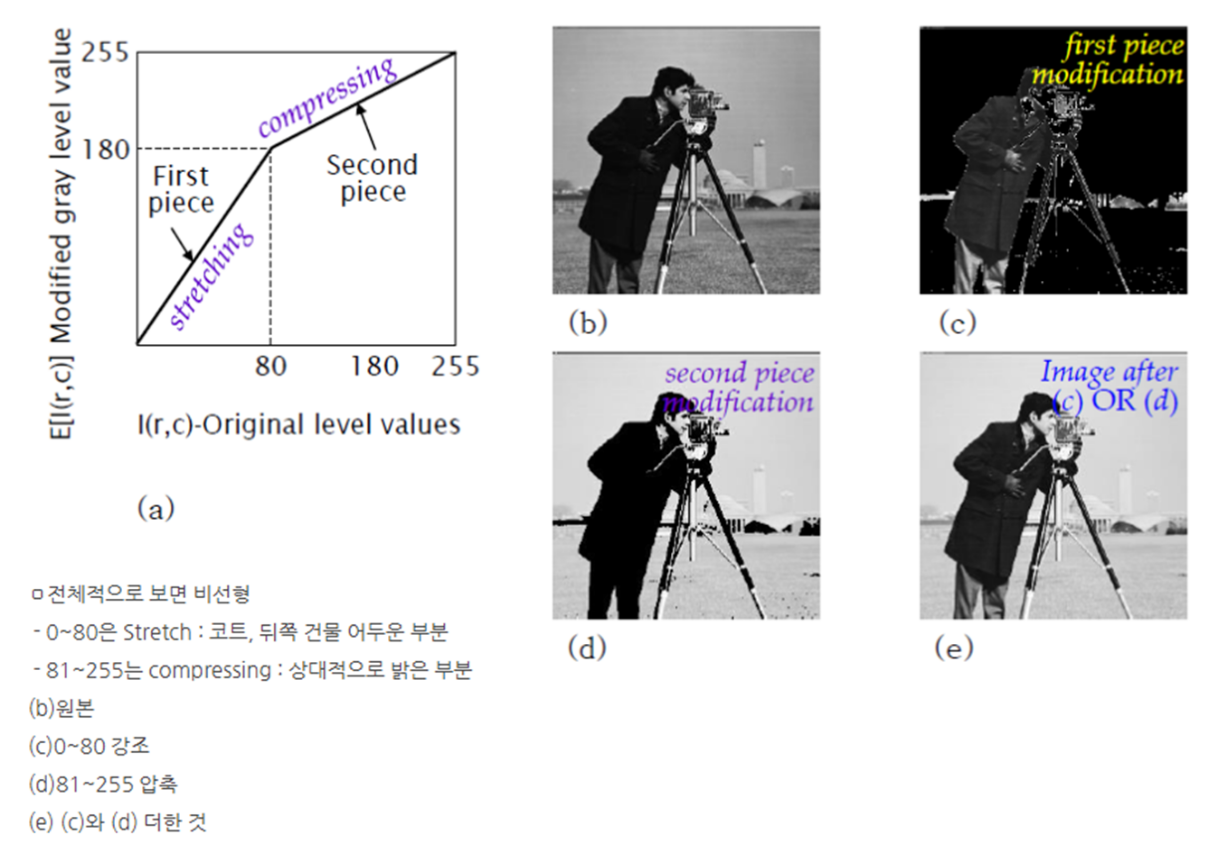 E[I(r,c)] Modified gray level value
255
180
compressing
First
piece
Second
piece
stretching
80 180 255
I(r,c)-Original level values
(a)
(b)
first piece
modification
(c)
second piece
modification
(d)
Image after
(c) OR (d)
(e)
ㅁ 전체적으로 보면 비선형
- 0~80은 Stretch : 코트, 뒤쪽 건물 어두운 부분
- 81~255는 compressing : 상대적으로 밝은 부분
(b)원본
(c)0~80 강조
(d)81~255 압축
(e) (c)와 (d) 더한 것